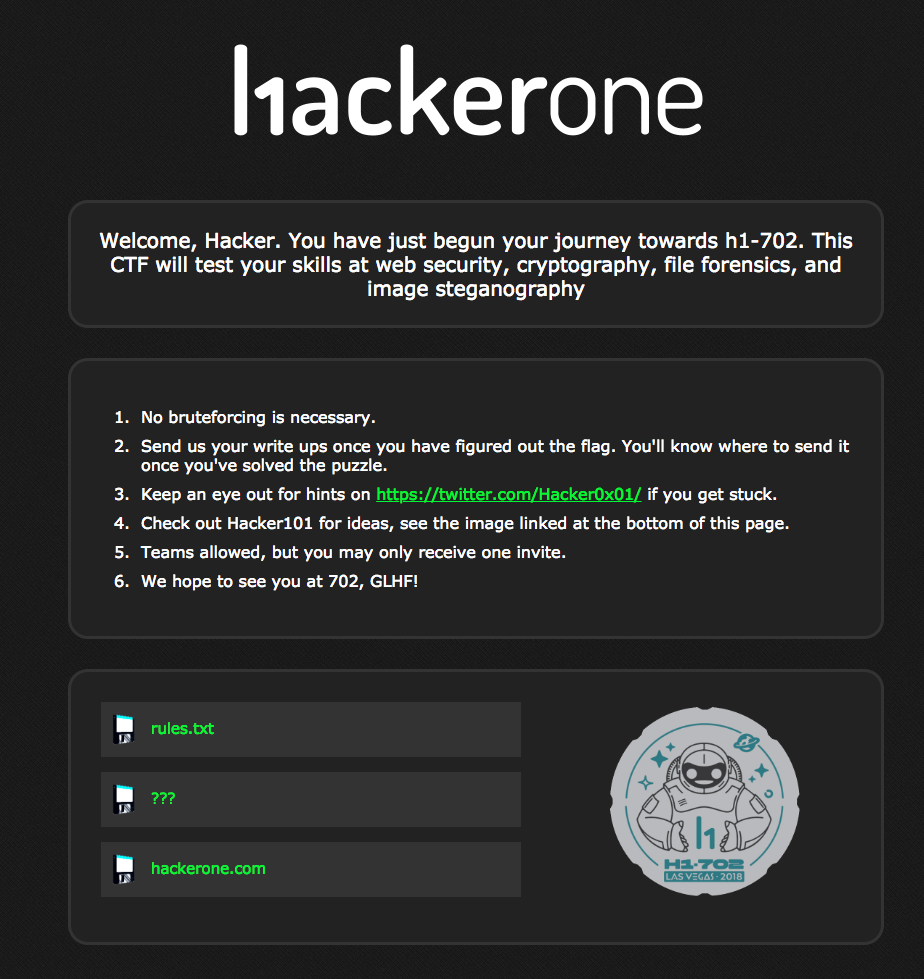 hackerone
Welcome, Hacker. You have just begun your journey towards h1-702. This
CTF will test your skills at web security, cryptography, file forensics, and
image steganography
1. No bruteforcing is necessary.
2. Send us your write ups once you have figured out the flag. You'll know where to send it
once you've solved the puzzle.
3. Keep an eye out for hints on https://twitter.com/Hacker0x01/ if you get stuck.
4. Check out Hacker101 for ideas, see the image linked at the bottom of this page.
5. Teams allowed, but you may only receive one invite.
6. We hope to see you at 702, GLHF!
rules.txt
???
hackerone.com
h1
H1-702
LAS VEGAS - 2018